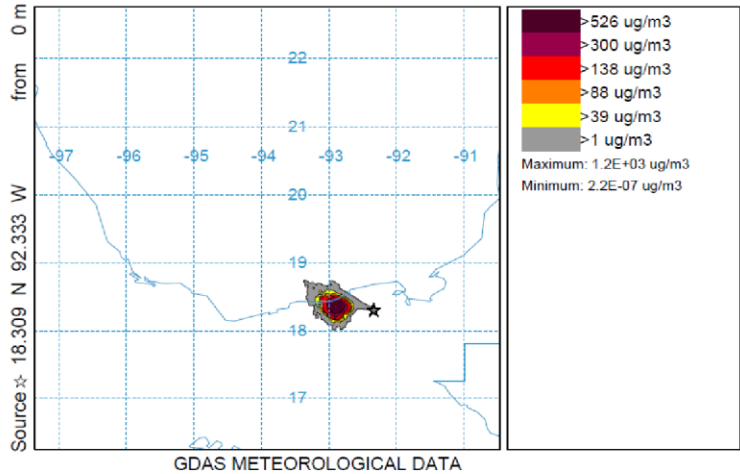 Source☆ 18.309 N 92.333 W from 0 m
22
21
-97 -96 -95 -94 -93 -92 -91
20
19
18
17
GDAS METEOROLOGICAL DATA
>526 ug/m3
>300 ug/m3
>138 ug/m3
>88 ug/m3
>39 ug/m3
>1 ug/m3
Maximum: 1.2E+03 ug/m3
Minimum: 2.2E-07 ug/m3